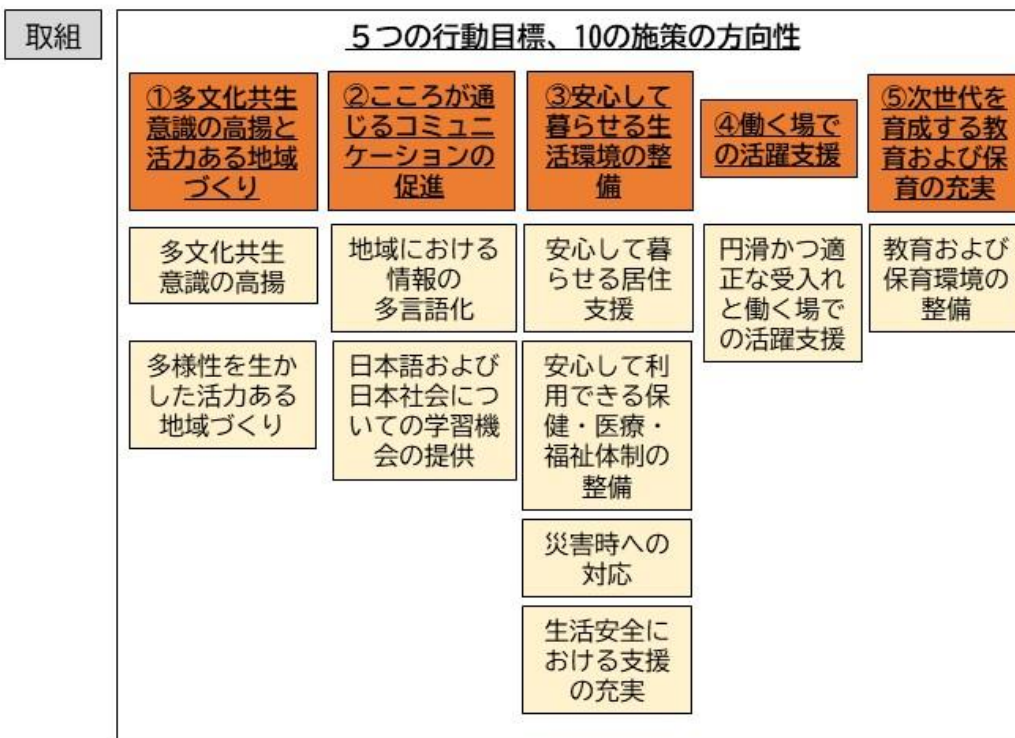 取組
５つの行動目標、10の施策の方向性
①多文化共生
意識の高揚と
活力ある地域
づくり
多文化共生
意識の高揚
多様性を生か
した活力ある
地域づくり
②こころが通
じるコミュニ
ケーションの
促進
地域における
情報の
多言語化
日本語および
日本社会につ
いての学習機
会の提供
③安心して
暮らせる生
活環境の整
備
安心して暮
らせる居住
支援
安心して利
用できる保
健・医療・
福祉体制の
整備
災害時への
対応
生活安全に
おける支援
の充実
④働く場で
の活躍支援
円滑かつ適
正な受入れ
と働く場で
の活躍支援
⑤次世代を
育成する教
育および保
育の充実
教育および
保育環境の
整備